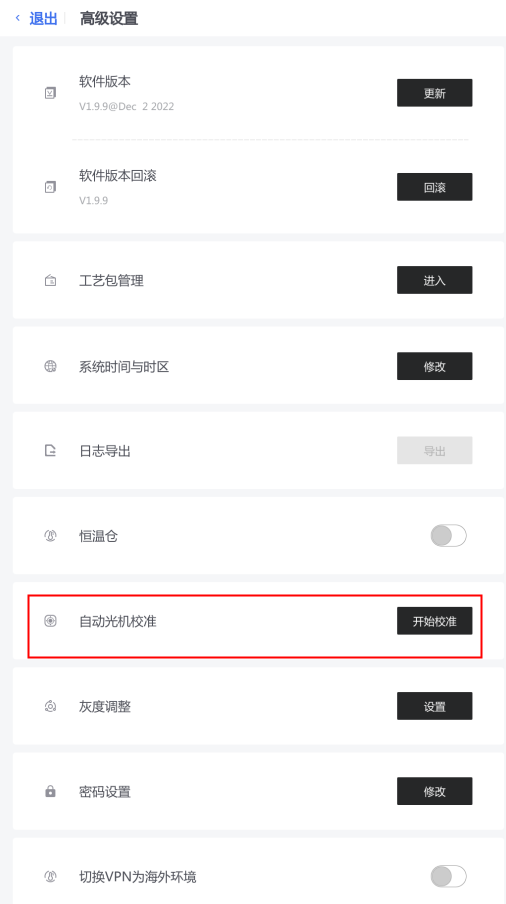 退出
高级设置
软件版本
更新
V1.9.9@Dec 2 2022
软件版本回滚
回滚
V1.9.9
工艺包管理
进入
系统时间与时区
修改
日志导出
导出
恒温仓
自动光机校准
开始校准
灰度调整
设置
密码设置
修改
切换VPN为海外环境